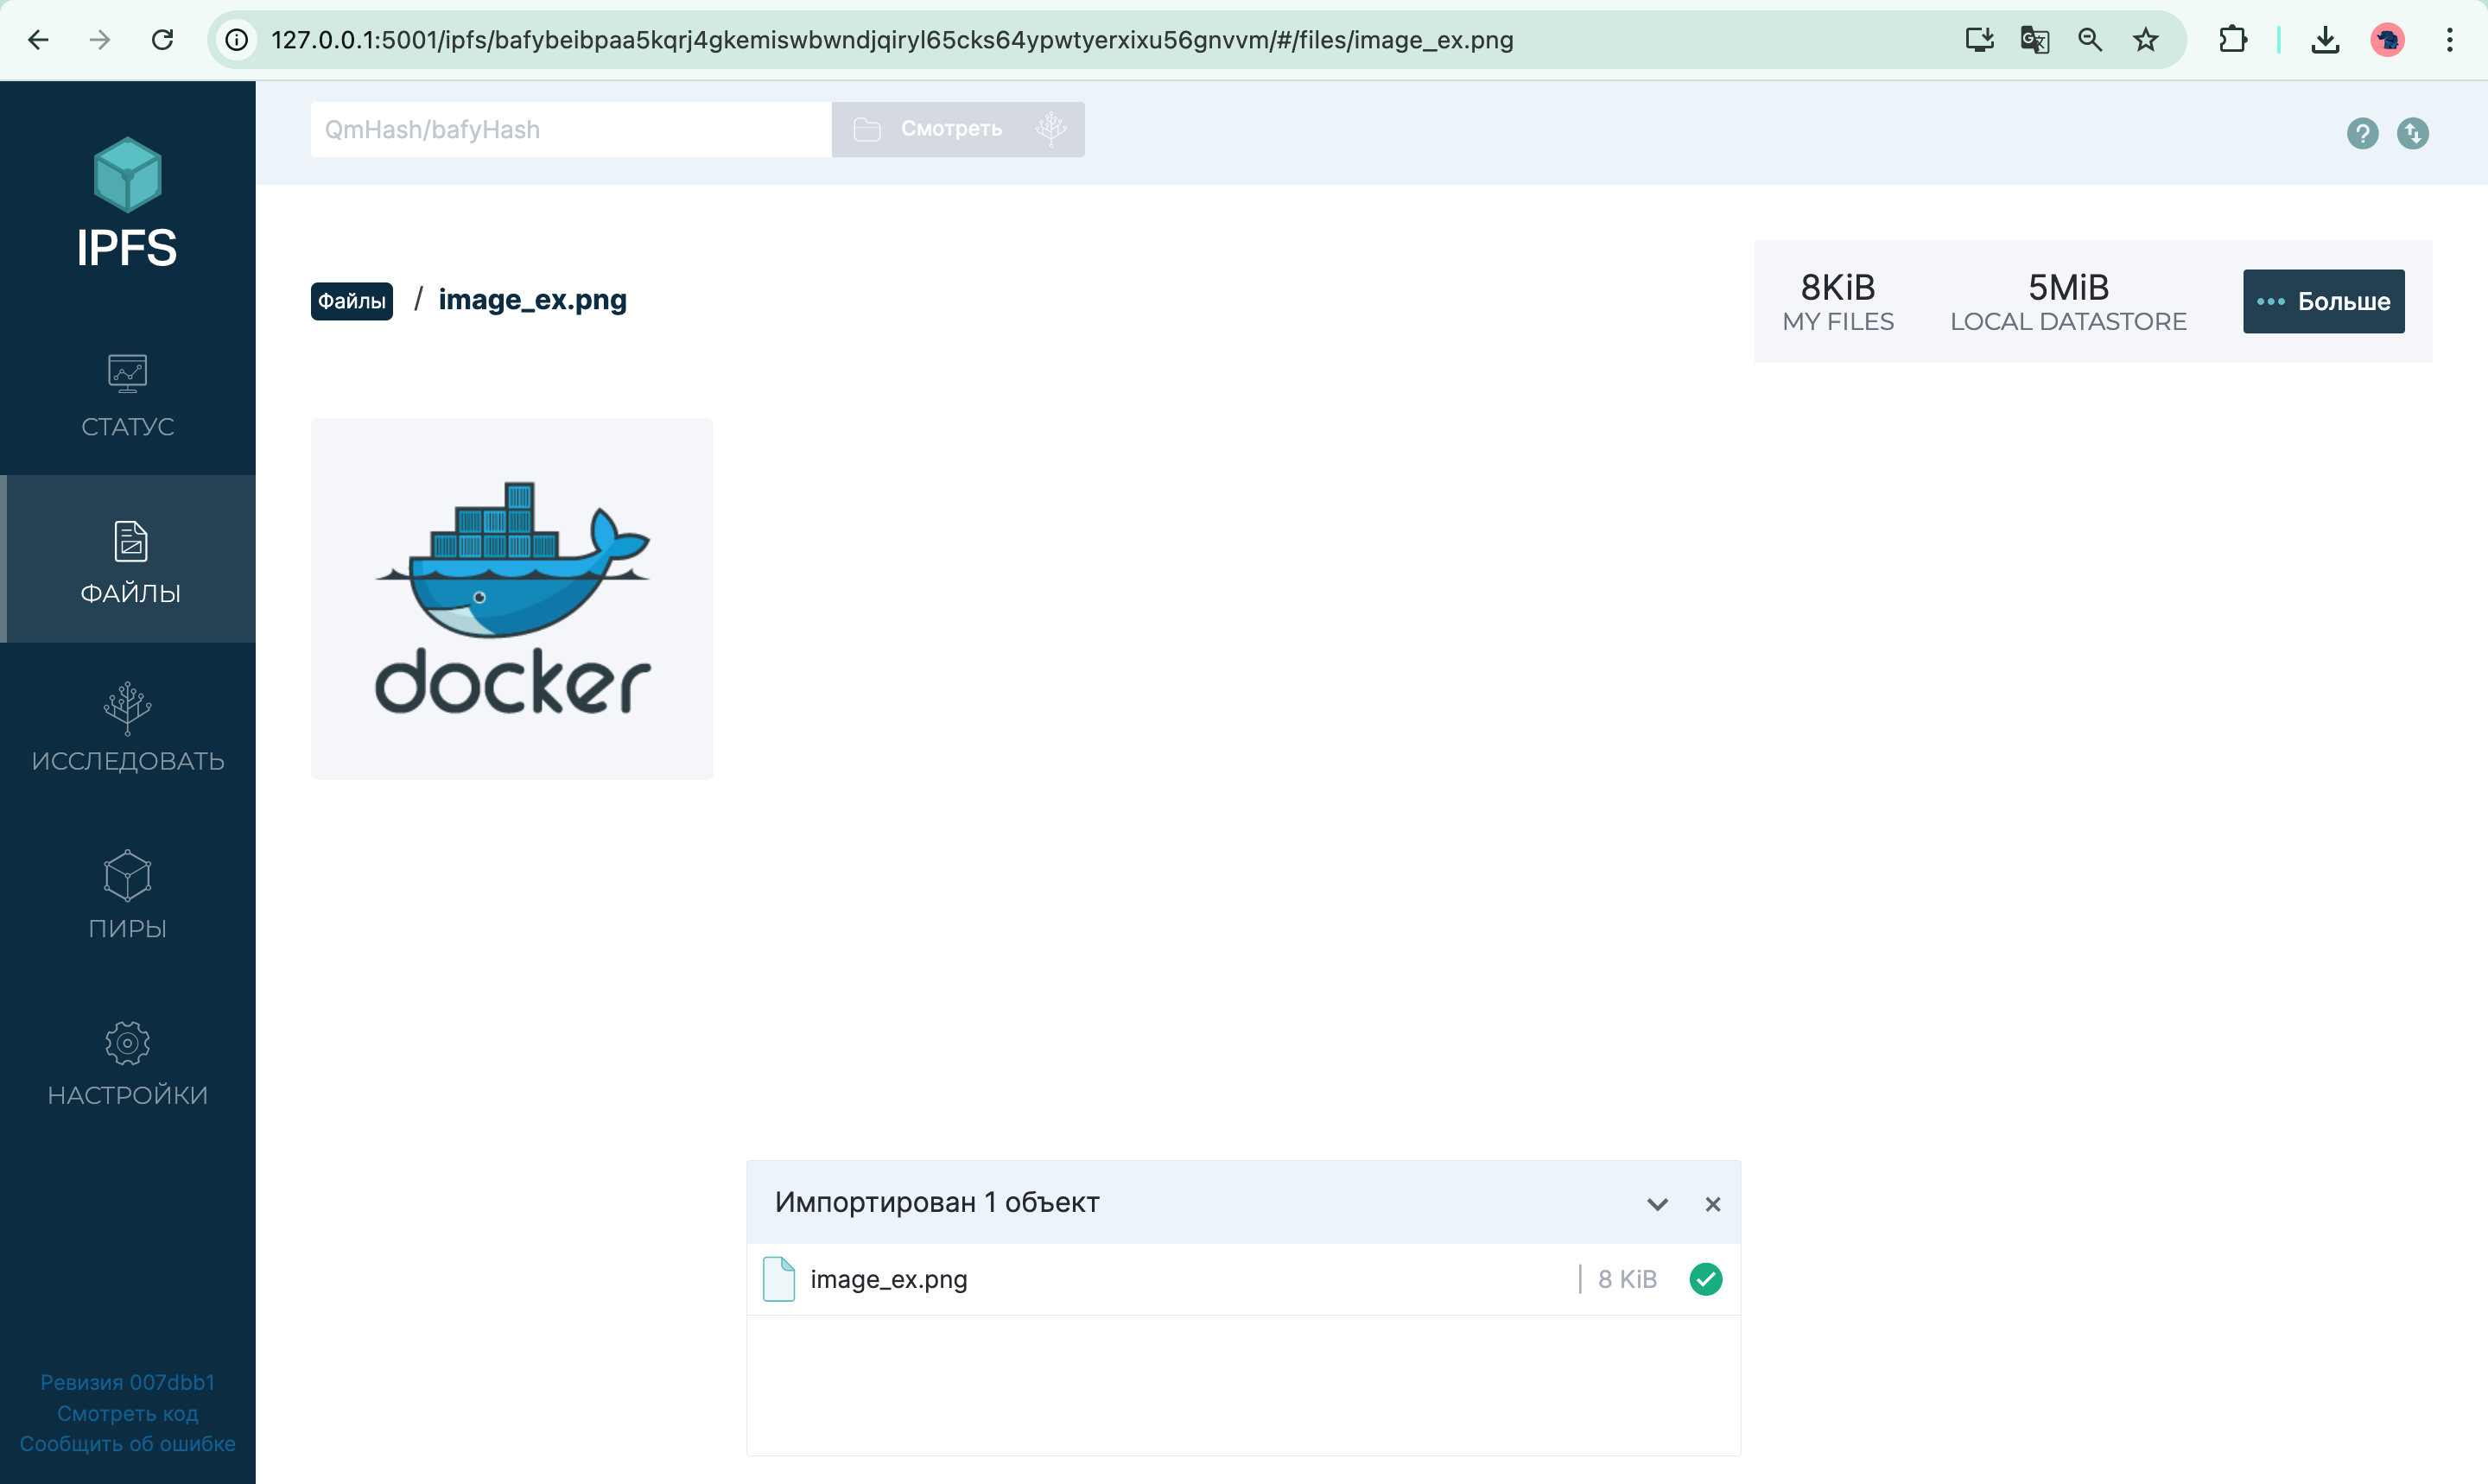 127.0.0.1:5001/ipfs/bafybeibpaa5kqrj4gkemiswbwndjqiryl65cks64ypwtyerxixu56gnvvm/#/files/image_ex.png
QmHash/bafyHash
Смотреть
IPFS
Файлы / image_ex.png
8KiB
MY FILES
5MiB
LOCAL DATASTORE
••• Больше
СТАТУС
ФАЙЛЫ
ИССЛЕДОВАТЬ
ПИРЫ
НАСТРОЙКИ
docker
Импортирован 1 объект
image_ex.png | 8 KiB
Ревизия 007dbb1
Смотреть код
Сообщить об ошибке